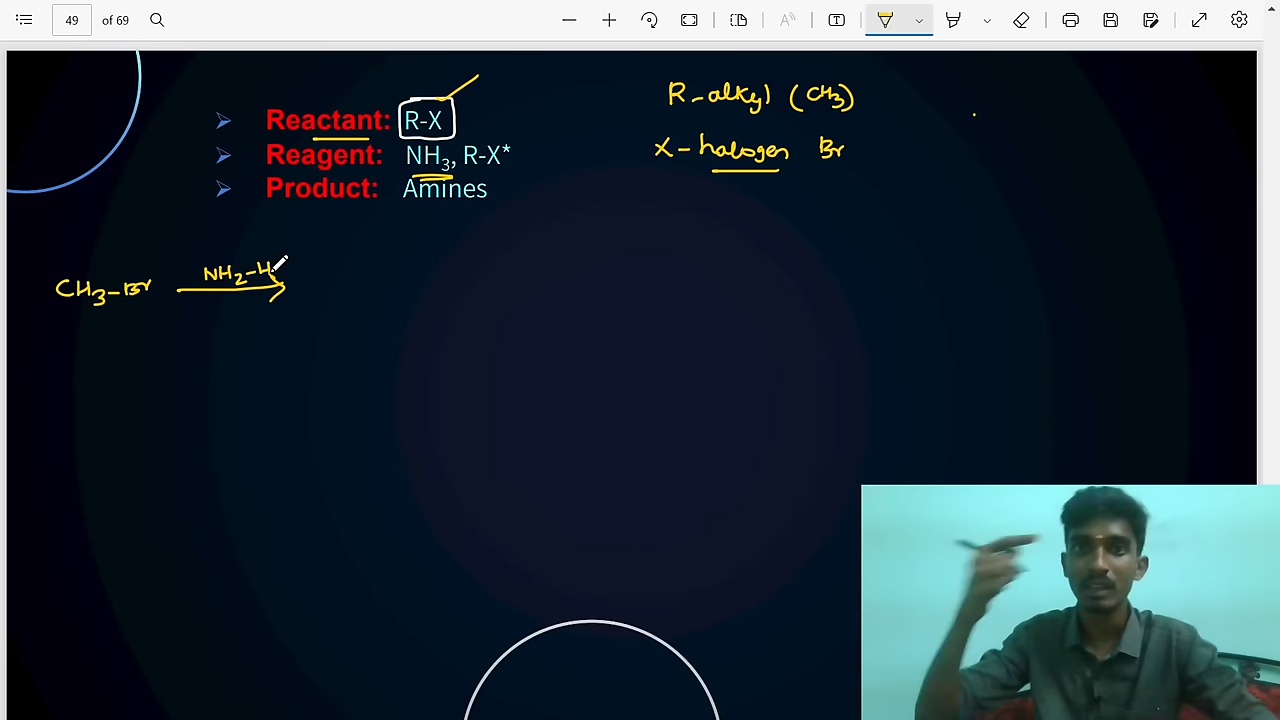 49 of 69
Reactant: R-X
Reagent: NH₃, R-X*
Product: Amines
R-alkyl (CH₃)
X-halogen Br
CH₃-Br NH₂-H